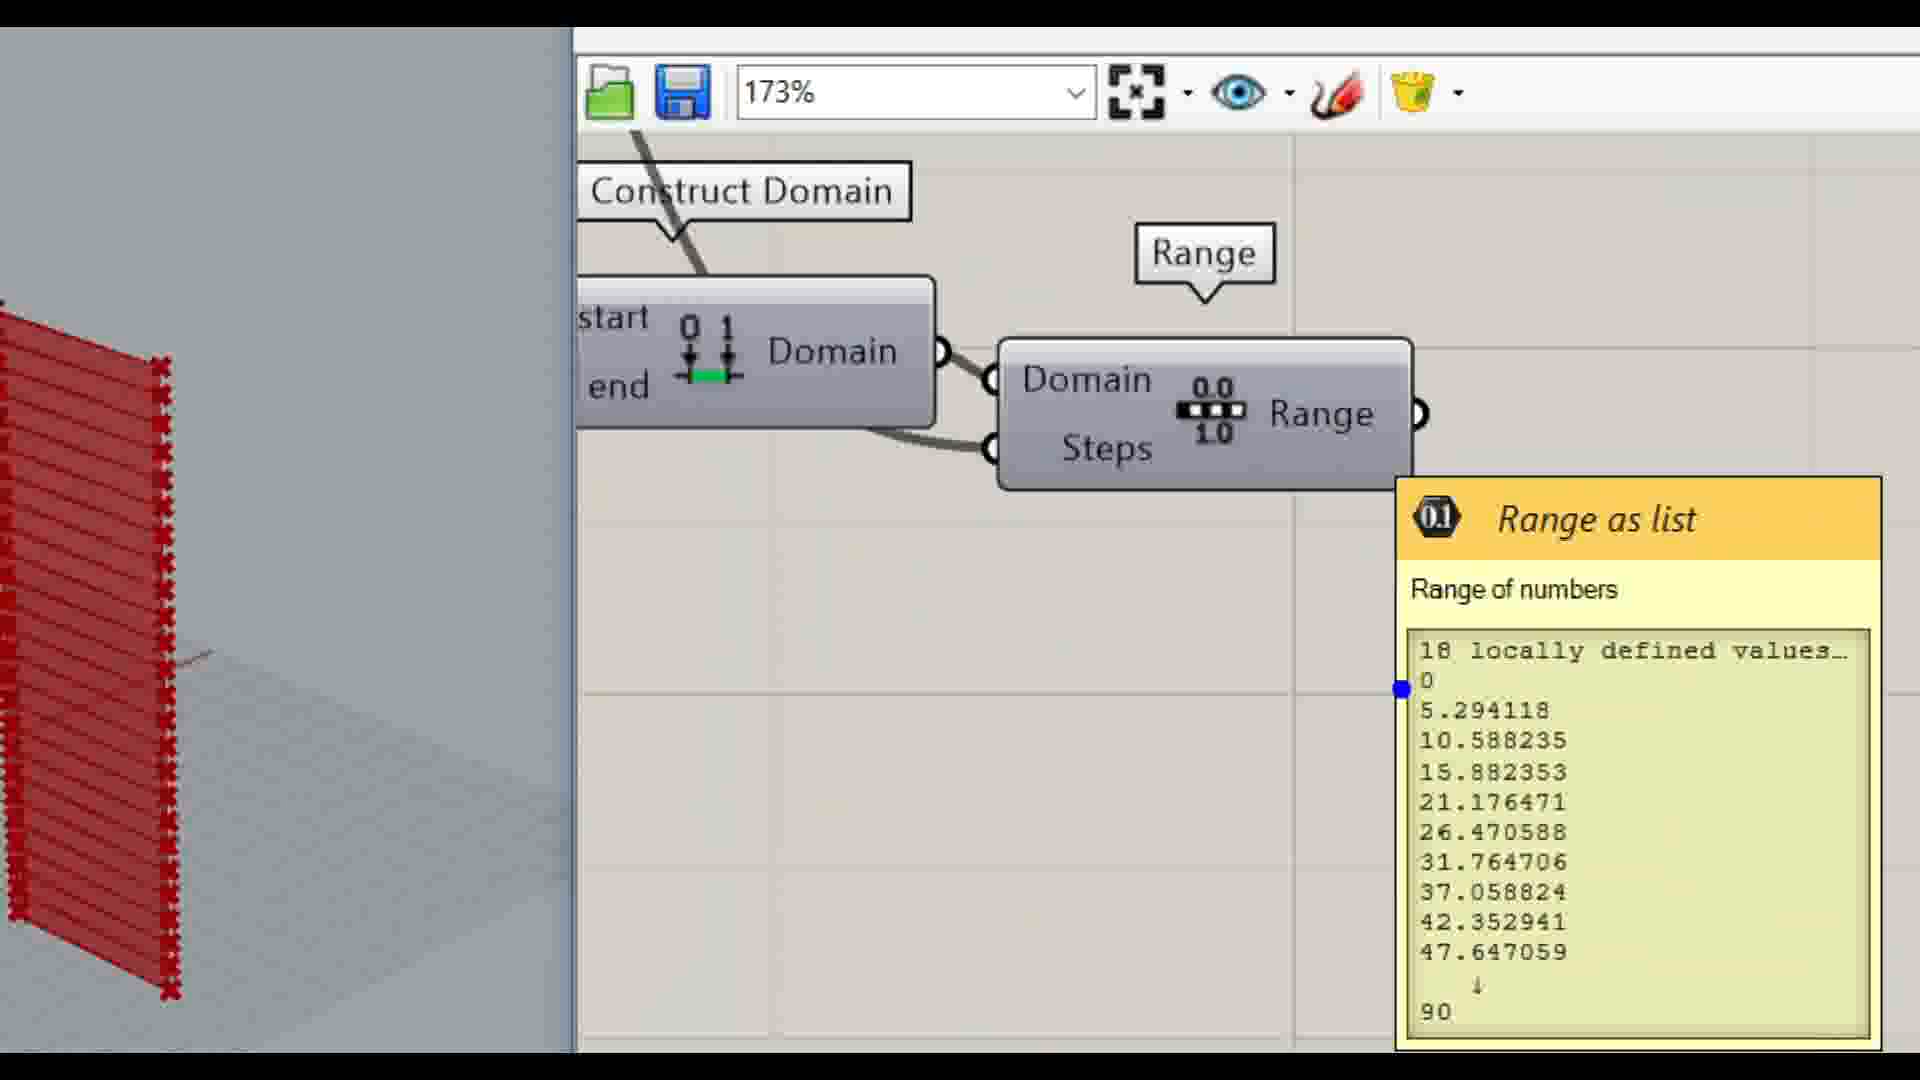 173%
Construct Domain
Range
start
end
0 1
Domain
Domain
Steps
0.0
1.0
Range
0.1
Range as list
Range of numbers
18 locally defined values…
0
5.294118
10.588235
15.882353
21.176471
26.470588
31.764706
37.058824
42.352941
47.647059
↓
90